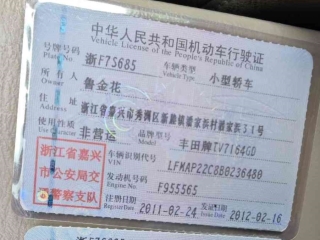 中华人民共和国机动车行驶证
Vehicle License of the People's Republic of China
号牌号码 浙F7S685 车辆类型 小型轿车
Plate No. Vehicle Type
所有人 鲁金花
Owner
住址 浙江省嘉兴市秀洲区新塍镇潘家浜村潘家浜31号
Address
使用性质 非营运 品牌型号 丰田牌TV7164GD
Use Character Model
浙江省嘉兴
市公安局交
警察支队
车辆识别代号 LFMAP22C8B0236480
VIN
发动机号码 F955565
Engine No.
注册日期 2011-02-24 发证日期 2012-02-16
Register Date Issue Date